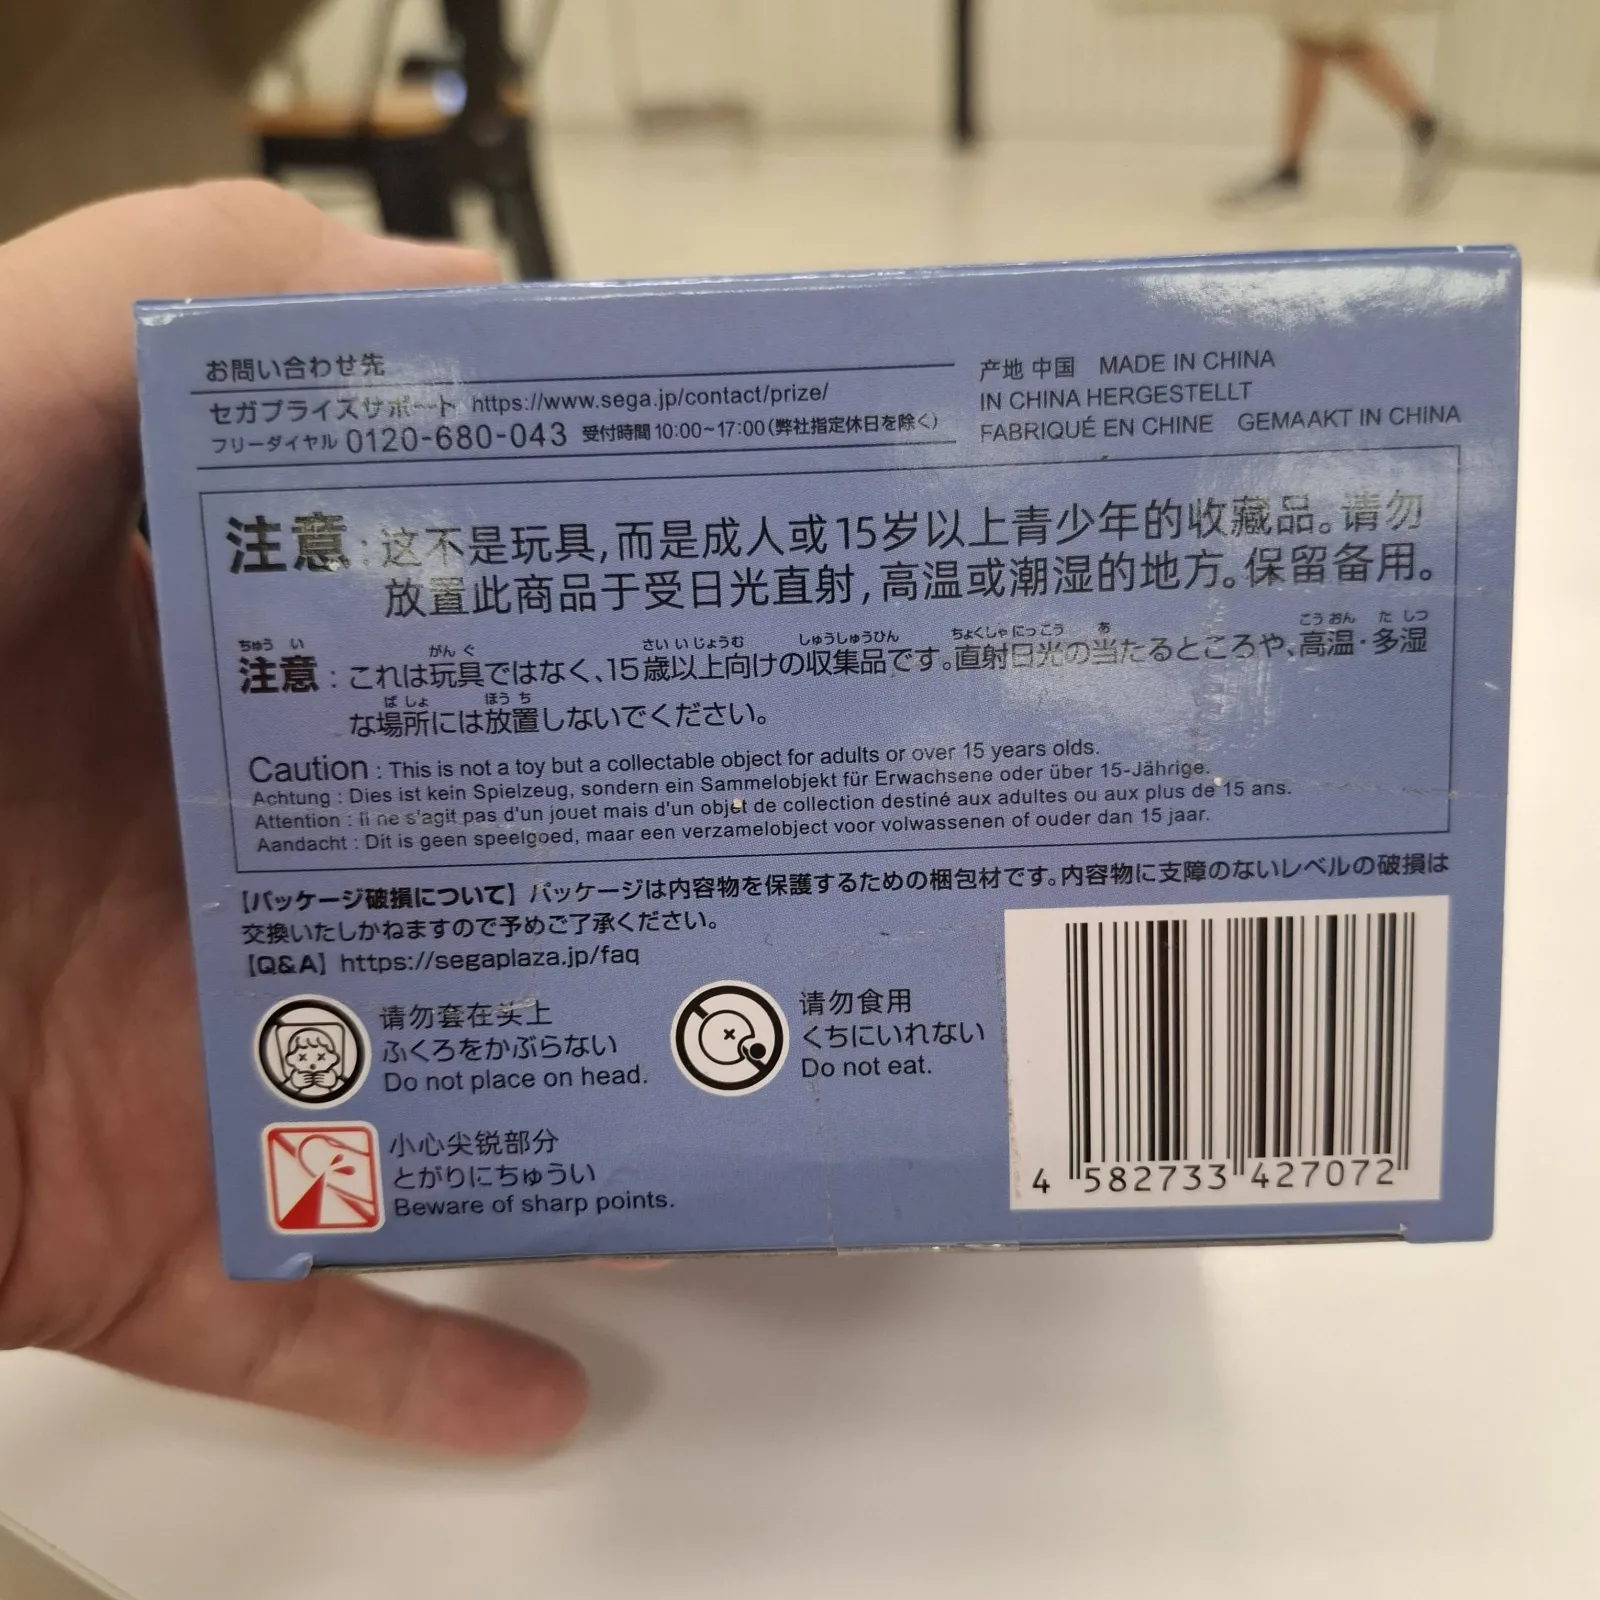 お問い合わせ先
セガプライズサポート https://www.sega.jp/contact/prize/
フリーダイヤル 0120-680-043 受付時間 10:00~17:00(弊社指定休日を除く)
产地 中国 MADE IN CHINA
IN CHINA HERGESTELLT
FABRIQUÉ EN CHINE GEMAAKT IN CHINA
注意:这不是玩具,而是成人或15岁以上青少年的收藏品。请勿
放置此商品于受日光直射,高温或潮湿的地方。保留备用。
ちゅう い がん ぐ さい い じょうむ しゅうしゅうひん ちょくしゃ にっこう あ こう おん た しつ
注意:これは玩具ではなく、15歳以上向けの収集品です。直射日光の当たるところや、高温・多湿
ば しょ ほう ち
な場所には放置しないでください。
Caution : This is not a toy but a collectable object for adults or over 15 years olds.
Achtung : Dies ist kein Spielzeug, sondern ein Sammelobjekt für Erwachsene oder über 15-Jährige.
Attention : Il ne s'agit pas d'un jouet mais d'un objet de collection destiné aux adultes ou aux plus de 15 ans.
Aandacht : Dit is geen speelgoed, maar een verzamelobject voor volwassenen of ouder dan 15 jaar.
【パッケージ破損について】パッケージは内容物を保護するための梱包材です。内容物に支障のないレベルの破損は
交換いたしかねますので予めご了承ください。
【Q&A】https://segaplaza.jp/faq
请勿套在头上
ふくろをかぶらない
Do not place on head.
请勿食用
くちにいれない
Do not eat.
小心尖锐部分
とがりにちゅうい
Beware of sharp points.
4 582733 427072